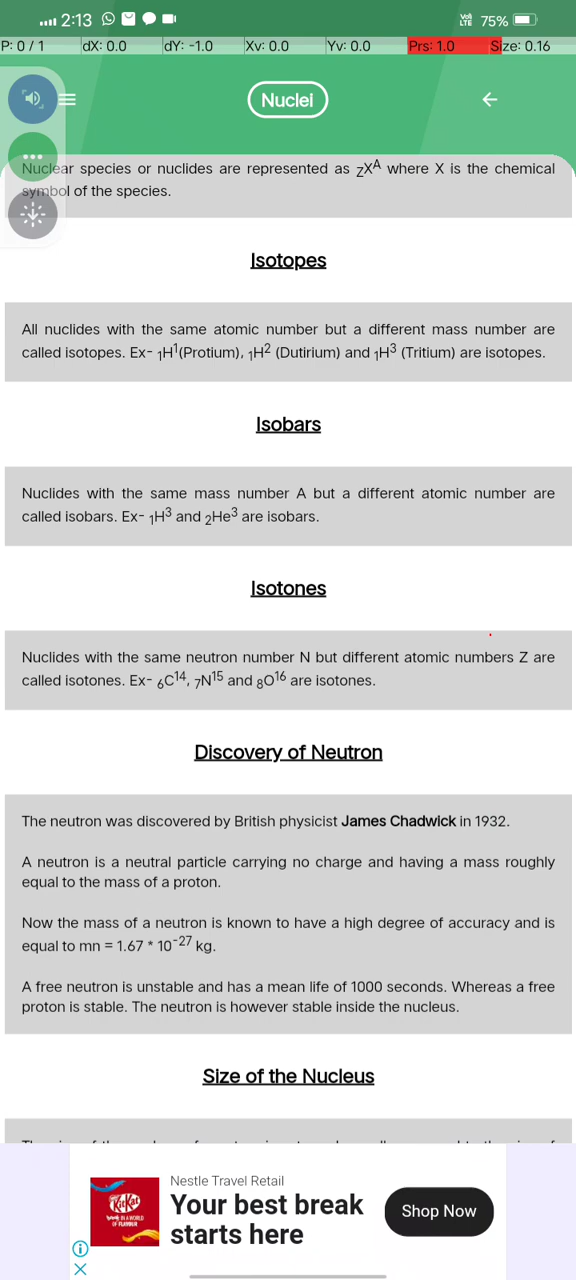 2:13 Vo) LTE 75%
P: 0 / 1 dX: 0.0 dY: -1.0 Xv: 0.0 Yv: 0.0 Prs: 1.0 Size: 0.16
Nuclei
Nuclear species or nuclides are represented as ZXA where X is the chemical
symbol of the species.
Isotopes
All nuclides with the same atomic number but a different mass number are
called isotopes. Ex- ₁H¹(Protium), ₁H² (Dutirium) and ₁H³ (Tritium) are isotopes.
Isobars
Nuclides with the same mass number A but a different atomic number are
called isobars. Ex- ₁H³ and ₂He³ are isobars.
Isotones
Nuclides with the same neutron number N but different atomic numbers Z are
called isotones. Ex- ₆C¹⁴, ₇N¹⁵ and ₈O¹⁶ are isotones.
Discovery of Neutron
The neutron was discovered by British physicist James Chadwick in 1932.
A neutron is a neutral particle carrying no charge and having a mass roughly
equal to the mass of a proton.
Now the mass of a neutron is known to have a high degree of accuracy and is
equal to mn = 1.67 * 10⁻²⁷ kg.
A free neutron is unstable and has a mean life of 1000 seconds. Whereas a free
proton is stable. The neutron is however stable inside the nucleus.
Size of the Nucleus
Nestle Travel Retail
Your best break
starts here
Shop Now
KitKat